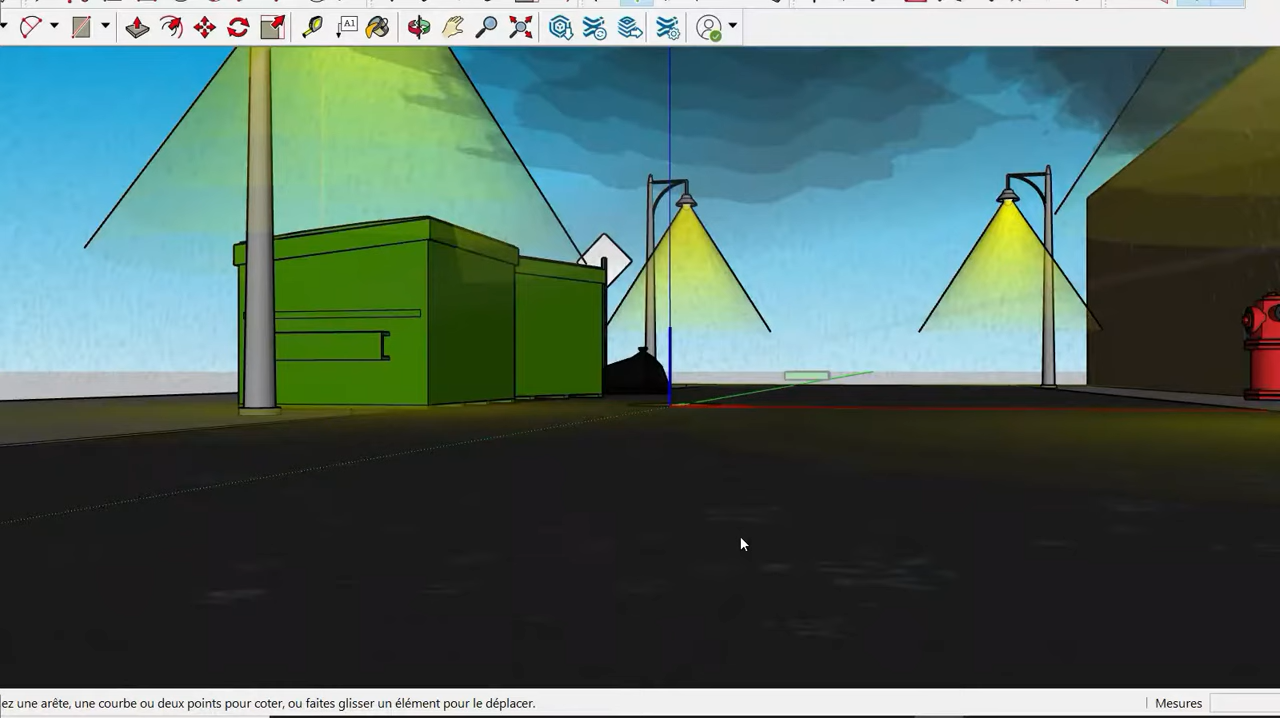 A1
ez une arête, une courbe ou deux points pour coter, ou faites glisser un élément pour le déplacer.
Mesures